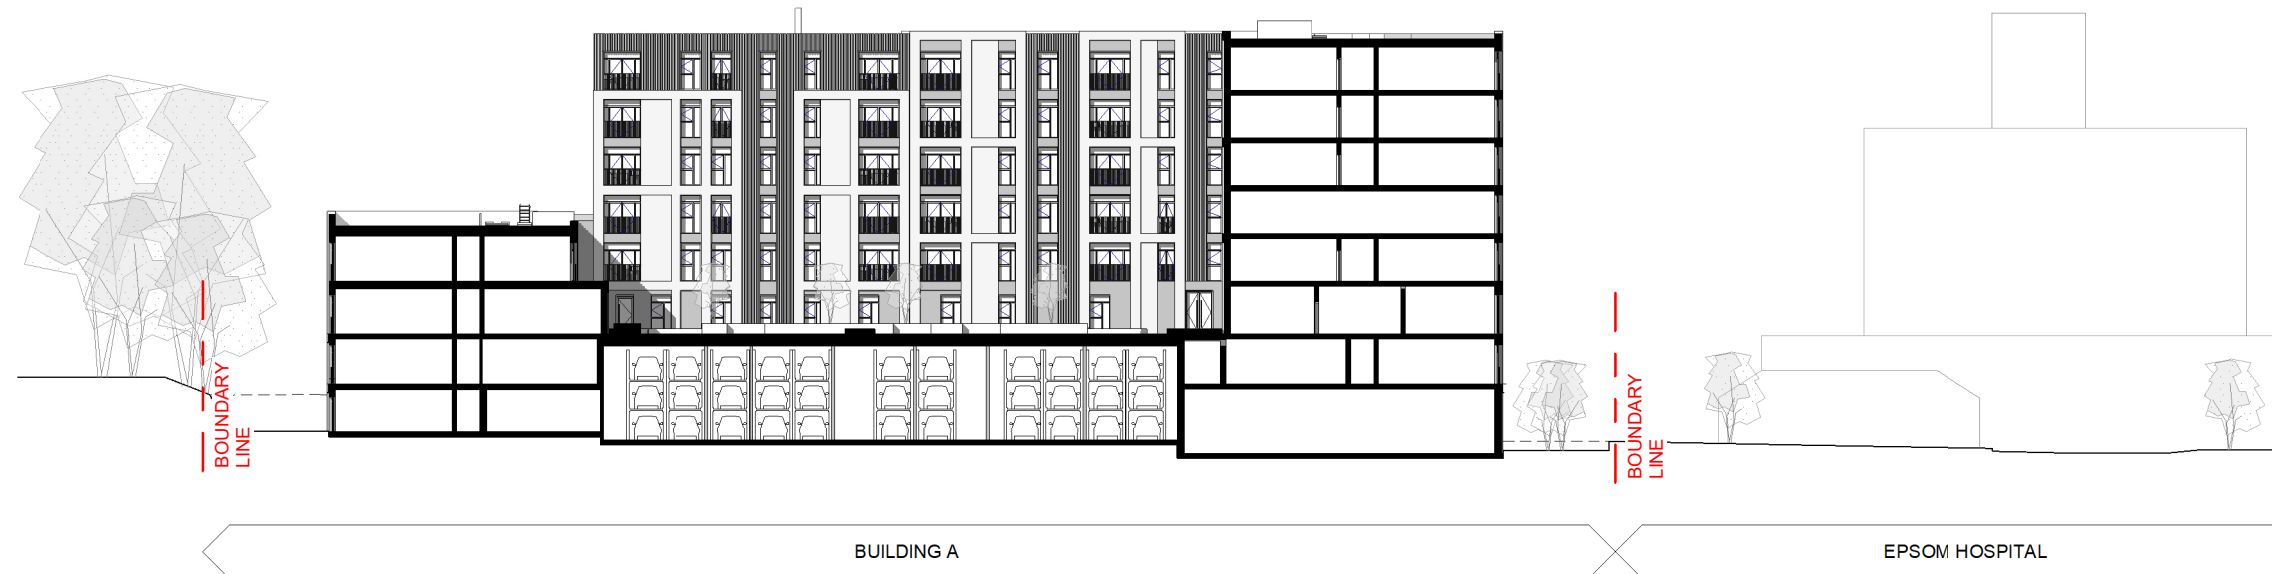 BOUNDARY
LINE
BOUNDARY
LINE
BUILDING A
EPSOM HOSPITAL